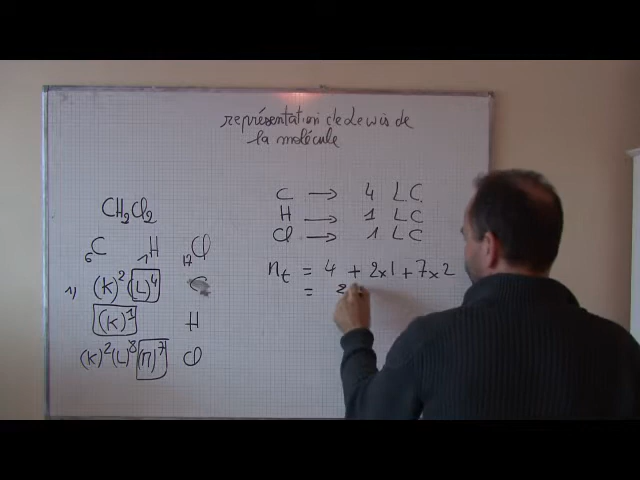 représentation de Lewis de
la molécule
CH₂Cl₂
₆C ₁H ₁₇Cl
1) (K)² (L)⁴ C
(K)¹ H
(K)² (L)⁸ (M)⁷ Cl
C → 4 LC.
H → 1 LC
Cl → 1 LC
nₜ = 4 + 2x1 + 7x2
= 2